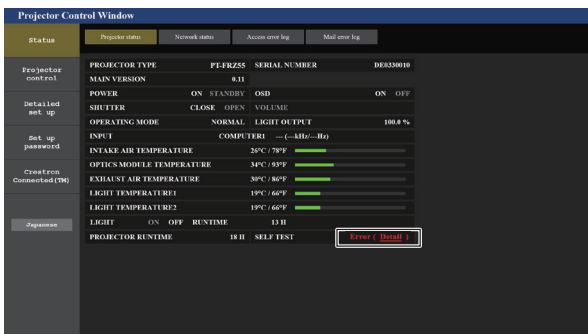 Projector Control Window
Status
Projector status Network status Access error log Mail error log
Projector
control
Detailed
set up
Set up
password
Crestron
Connected(TM)
Japanese
PROJECTOR TYPE PT-FRZ55 SERIAL NUMBER DE0330010
MAIN VERSION 0.11
POWER ON STANDBY OSD ON OFF
SHUTTER CLOSE OPEN VOLUME
OPERATING MODE NORMAL LIGHT OUTPUT 100.0 %
INPUT COMPUTER1 --- (---kHz/---Hz)
INTAKE AIR TEMPERATURE 26°C / 78°F
OPTICS MODULE TEMPERATURE 34°C / 93°F
EXHAUST AIR TEMPERATURE 30°C / 86°F
LIGHT TEMPERATURE1 19°C / 66°F
LIGHT TEMPERATURE2 19°C / 66°F
LIGHT ON OFF RUNTIME 13 H
PROJECTOR RUNTIME 18 H SELF TEST Error ( Detail )